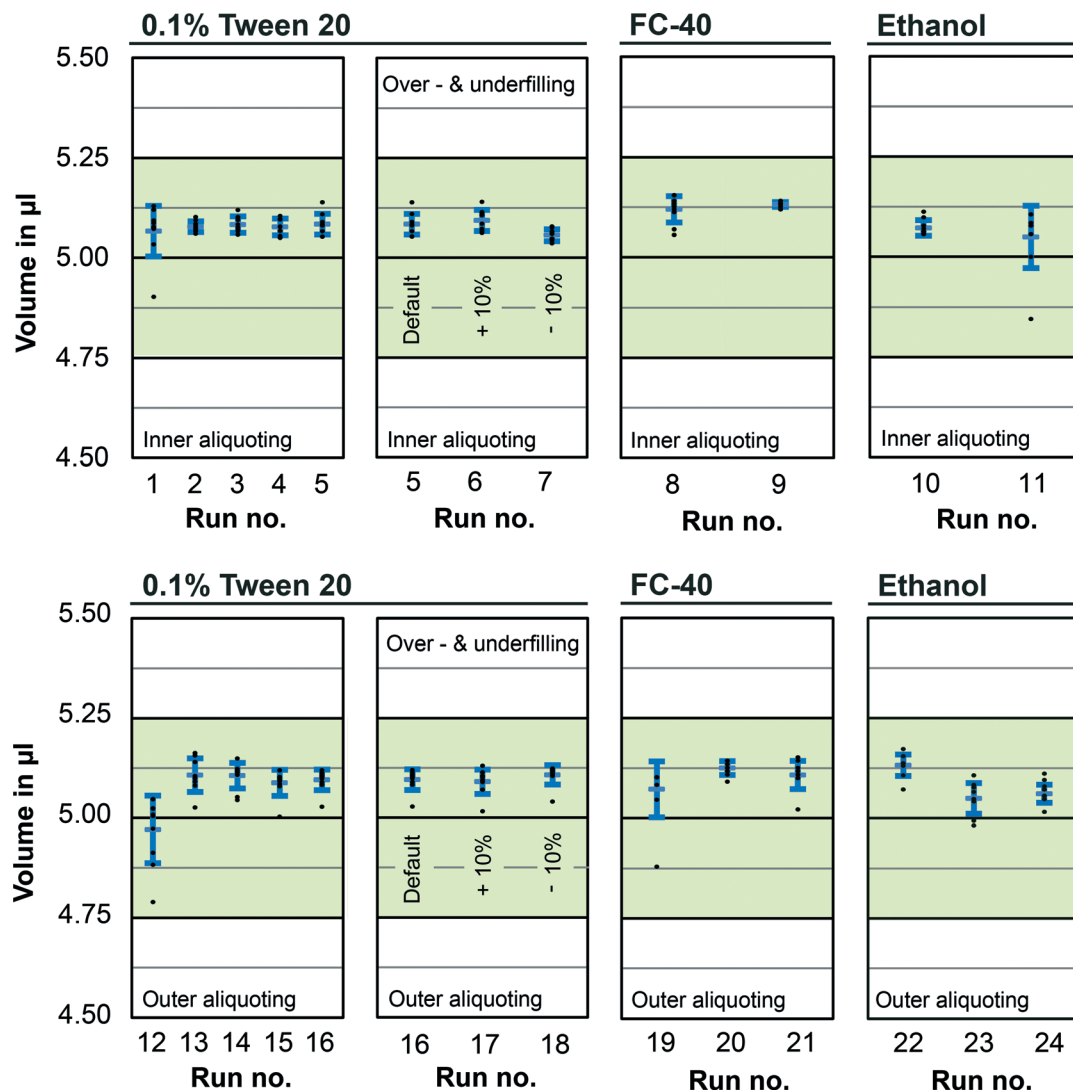 0.1% Tween 20
FC-40
Ethanol
Volume in µl
5.50
5.25
5.00
4.75
4.50
Over - & underfilling
Default
+ 10%
- 10%
Inner aliquoting
Inner aliquoting
Inner aliquoting
Inner aliquoting
1 2 3 4 5
5 6 7
8 9
10 11
Run no.
Run no.
Run no.
Run no.
0.1% Tween 20
FC-40
Ethanol
Volume in µl
5.50
5.25
5.00
4.75
4.50
Over - & underfilling
Default
+ 10%
- 10%
Outer aliquoting
Outer aliquoting
Outer aliquoting
Outer aliquoting
12 13 14 15 16
16 17 18
19 20 21
22 23 24
Run no.
Run no.
Run no.
Run no.